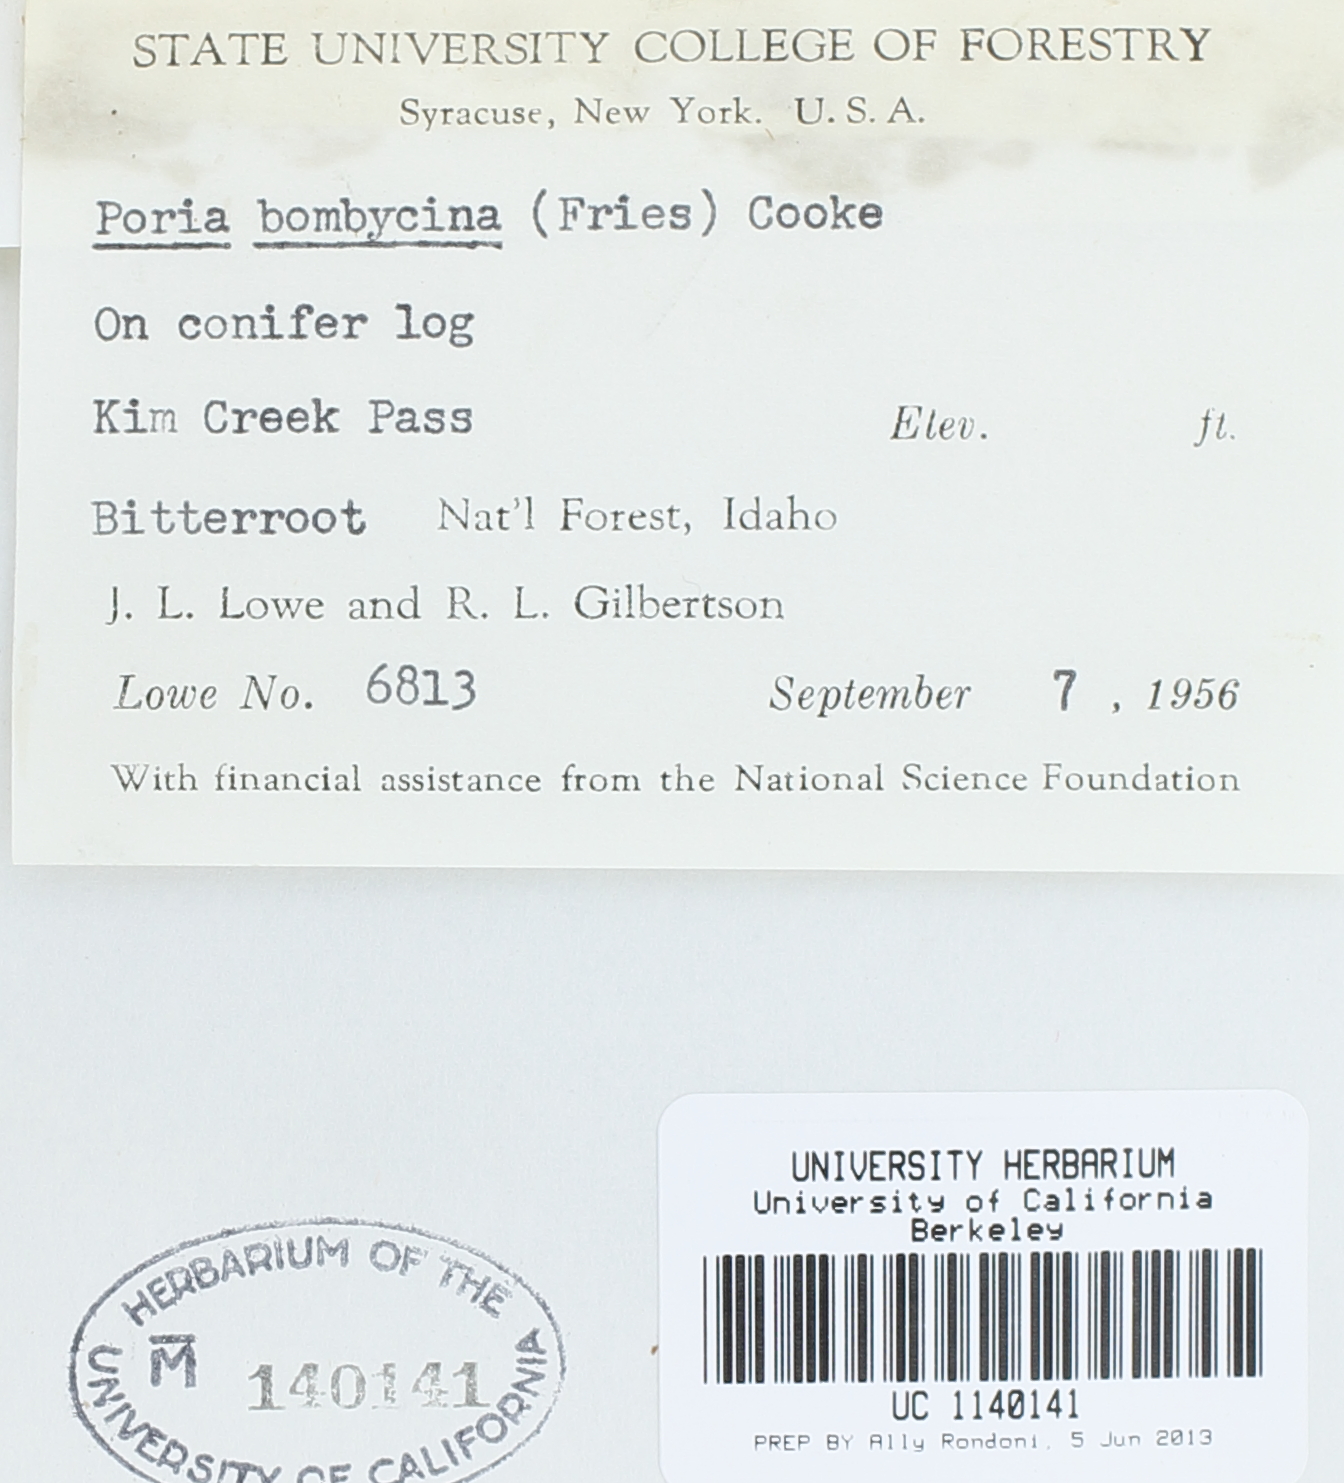 STATE UNIVERSITY COLLEGE OF FORESTRY
Syracuse, New York. U. S. A.
Poria bombycina (Fries) Cooke
On conifer log
Kim Creek Pass Elev. ft.
Bitterroot Nat'l Forest, Idaho
J. L. Lowe and R. L. Gilbertson
Lowe No. 6813 September 7 , 1956
With financial assistance from the National Science Foundation
HERBARIUM OF THE
M̅ 140141
UNIVERSITY OF CALIFORNIA
UNIVERSITY HERBARIUM
University of California
Berkeley
UC 1140141
PREP BY Ally Rondoni, 5 Jun 2013